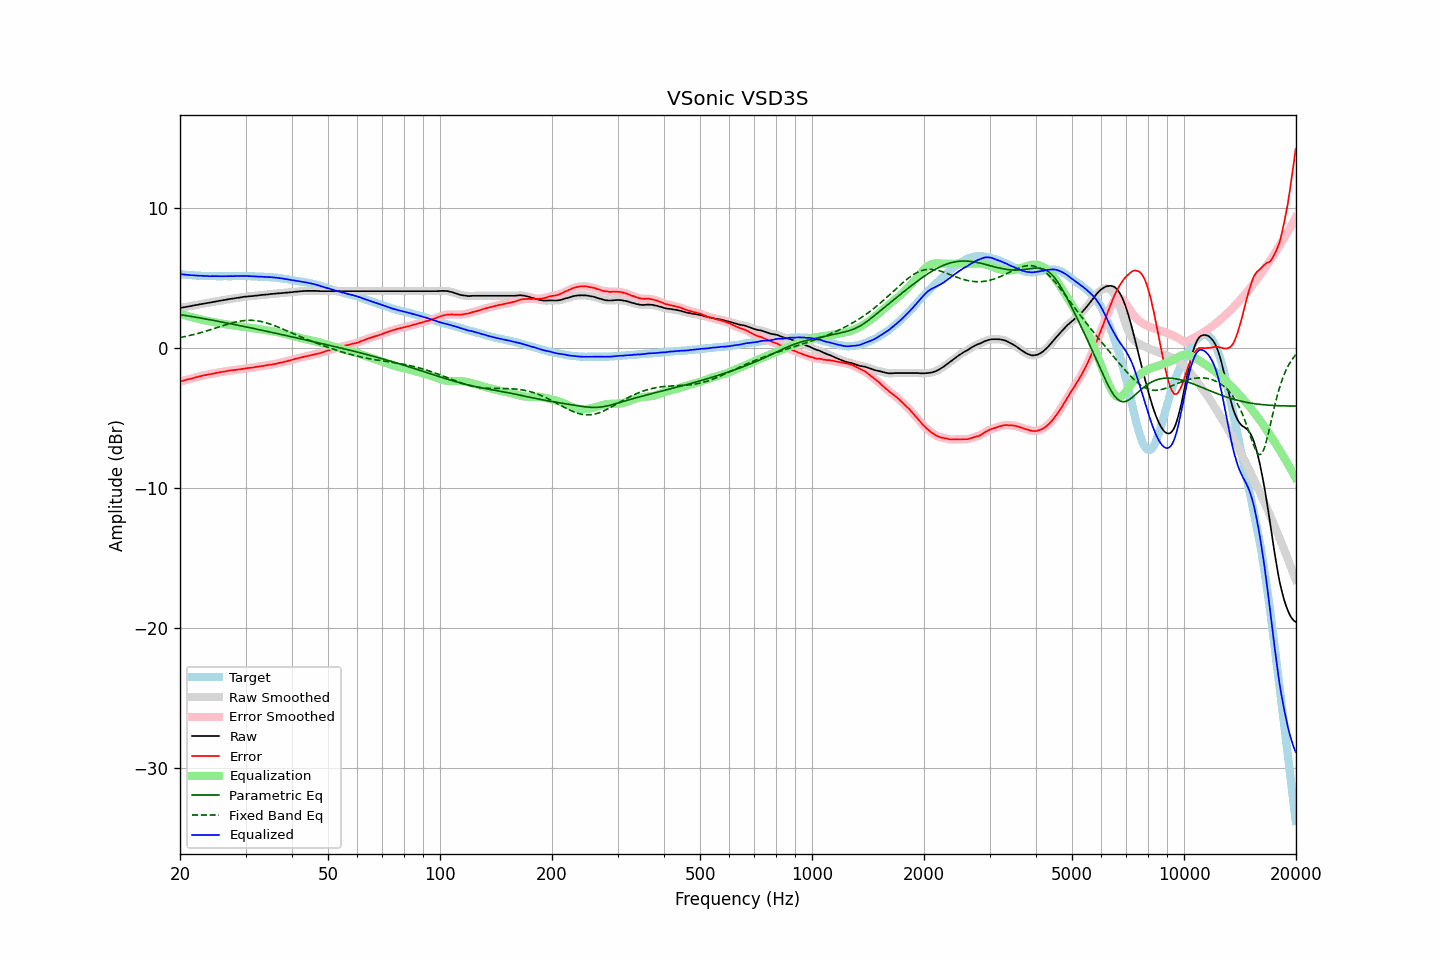 VSonic VSD3S
10
0
−10
−20
−30
Amplitude (dBr)
Target
Raw Smoothed
Error Smoothed
Raw
Error
Equalization
Parametric Eq
Fixed Band Eq
Equalized
20 50 100 200 500 1000 2000 5000 10000 20000
Frequency (Hz)